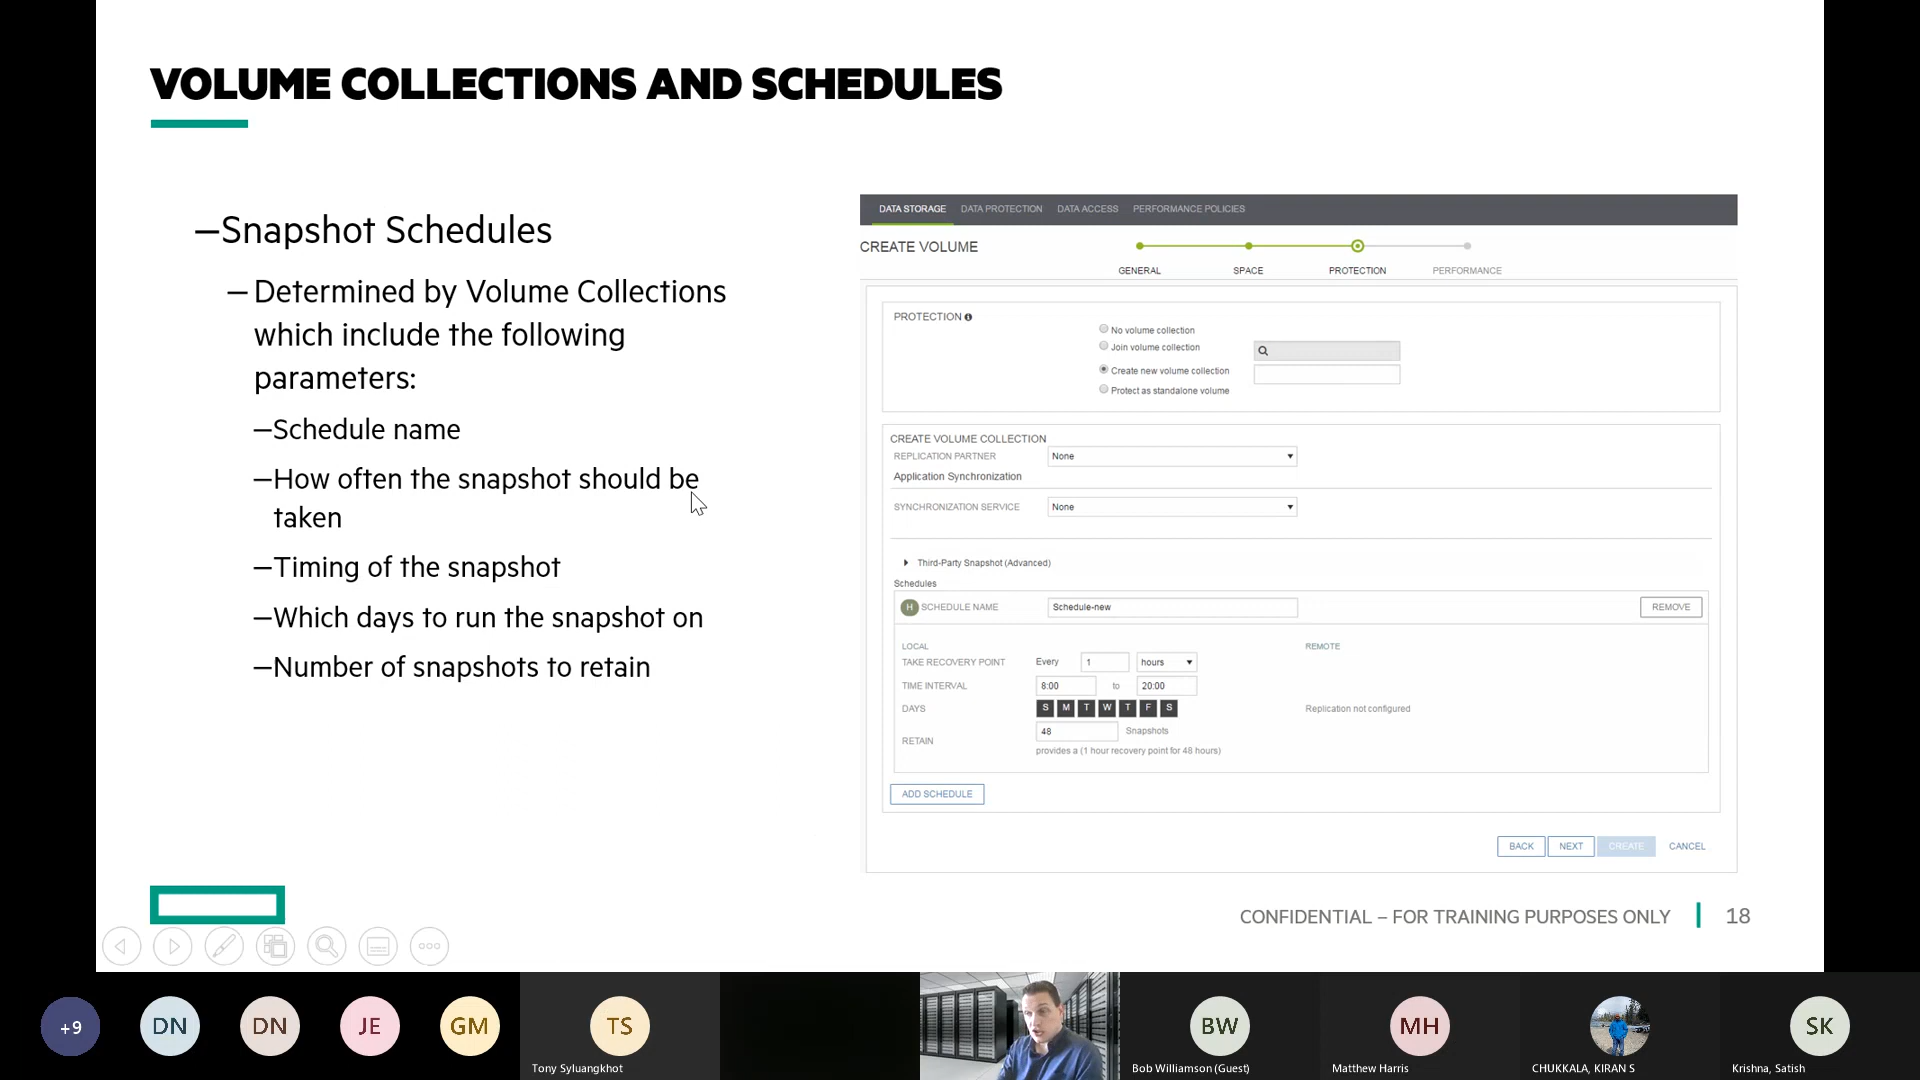 VOLUME COLLECTIONS AND SCHEDULES
–Snapshot Schedules
– Determined by Volume Collections
which include the following
parameters:
–Schedule name
–How often the snapshot should be
taken
–Timing of the snapshot
–Which days to run the snapshot on
–Number of snapshots to retain
DATA STORAGE DATA PROTECTION DATA ACCESS PERFORMANCE POLICIES
CREATE VOLUME
GENERAL SPACE PROTECTION PERFORMANCE
PROTECTION
No volume collection
Join volume collection
Create new volume collection
Protect as standalone volume
CREATE VOLUME COLLECTION
REPLICATION PARTNER None
Application Synchronization
SYNCHRONIZATION SERVICE None
Third-Party Snapshot (Advanced)
Schedules
H SCHEDULE NAME Schedule-new REMOVE
LOCAL REMOTE
TAKE RECOVERY POINT Every 1 hours
TIME INTERVAL 8:00 to 20:00
DAYS S M T W T F S Replication not configured
RETAIN 48 Snapshots
provides a (1 hour recovery point for 48 hours)
ADD SCHEDULE
BACK NEXT CREATE CANCEL
CONFIDENTIAL – FOR TRAINING PURPOSES ONLY 18
+9 DN DN JE GM TS BW MH SK
Tony Syluangkhot Bob Williamson (Guest) Matthew Harris CHUKKALA, KIRAN S Krishna, Satish